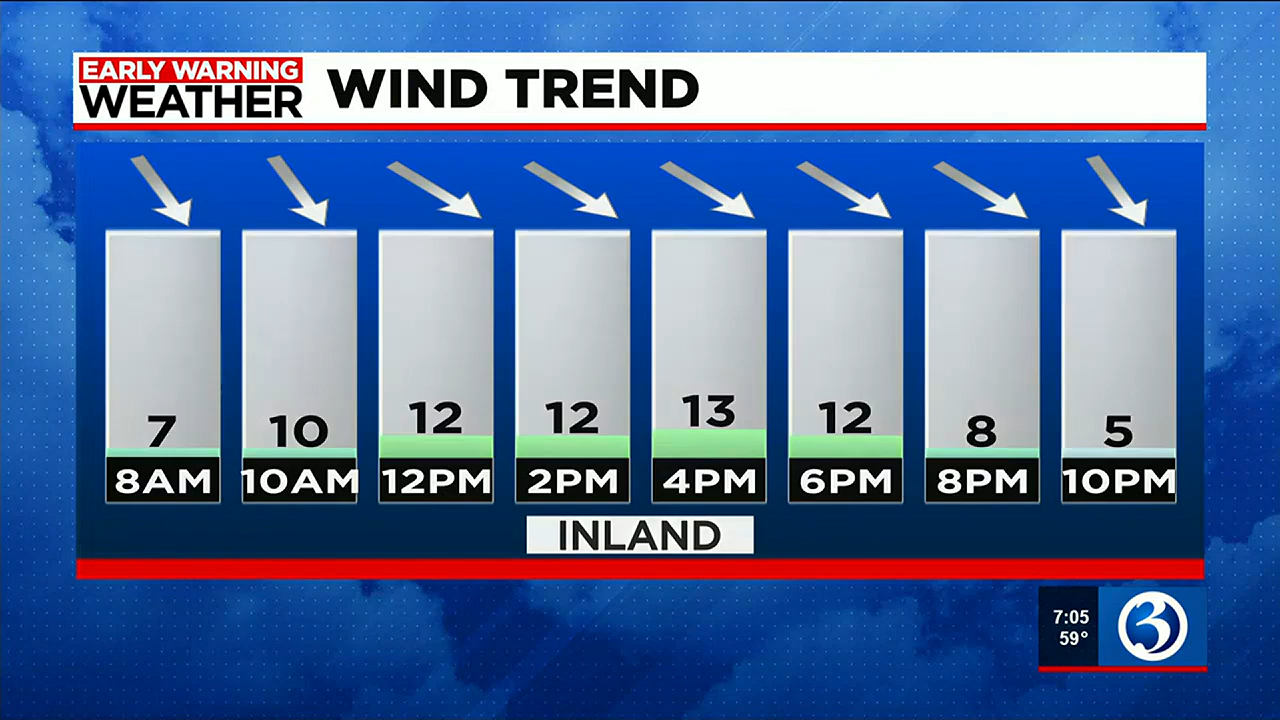 EARLY WARNING
WEATHER
WIND TREND
7 10 12 12 13 12 8 5
8AM 10AM 12PM 2PM 4PM 6PM 8PM 10PM
INLAND
7:05
59°
3